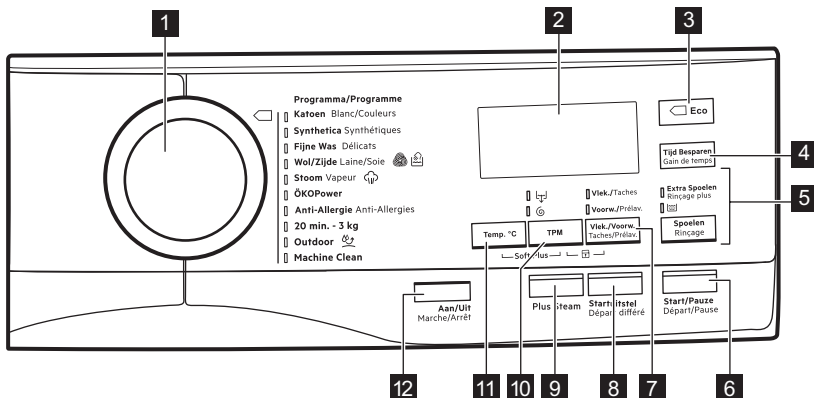 1
2
3
Programma/Programme
Katoen Blanc/Couleurs
Synthetica Synthétiques
Fijne Was Délicats
Wol/Zijde Laine/Soie
Stoom Vapeur
ÖKOPower
Anti-Allergie Anti-Allergies
20 min. - 3 kg
Outdoor
Machine Clean
Eco
Tijd Besparen
Gain de temps
4
Extra Spoelen
Rinçage plus
5
Spoelen
Rinçage
Vlek./Taches
Voorw./Prélav.
Temp. °C
TPM
Vlek./Voorw.
Taches/Prélav.
Soft Plus
Aan/Uit
Marche/Arrêt
Plus Steam
Startuitstel
Départ différé
Start/Pauze
Départ/Pause
12
11
10
9
8
7
6